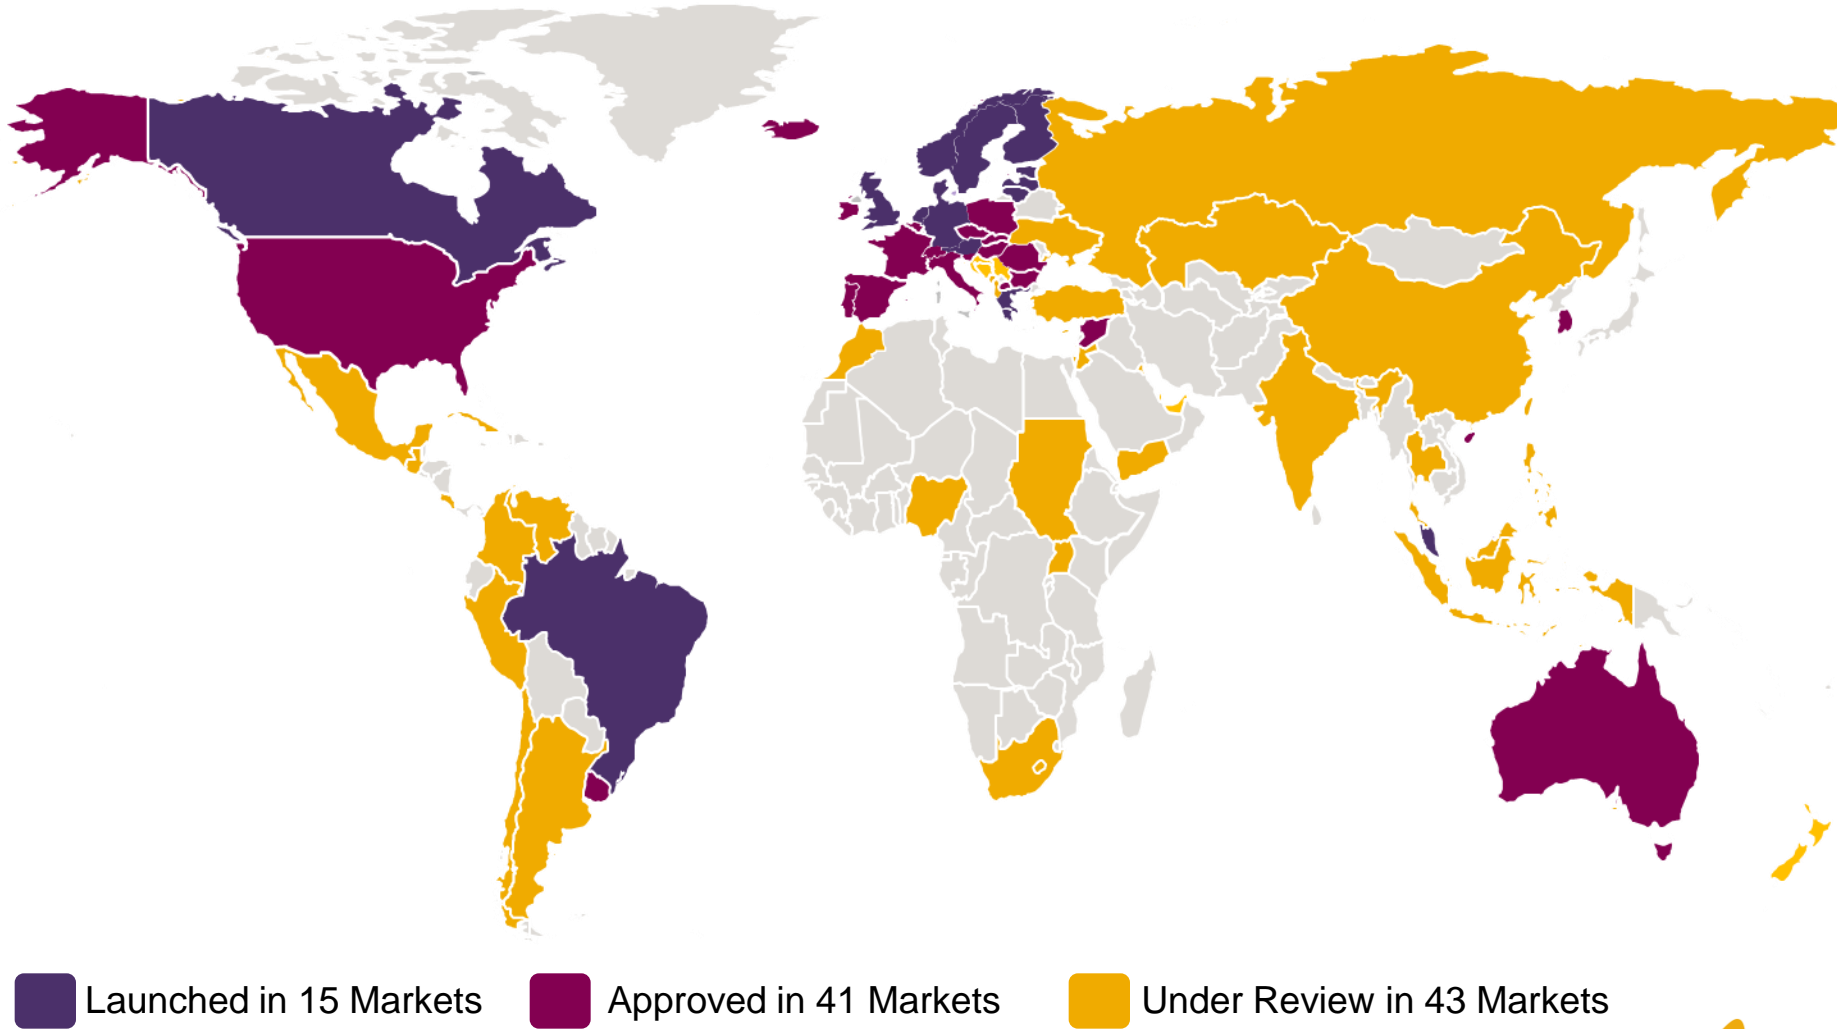 Launched in 15 Markets
Approved in 41 Markets
Under Review in 43 Markets